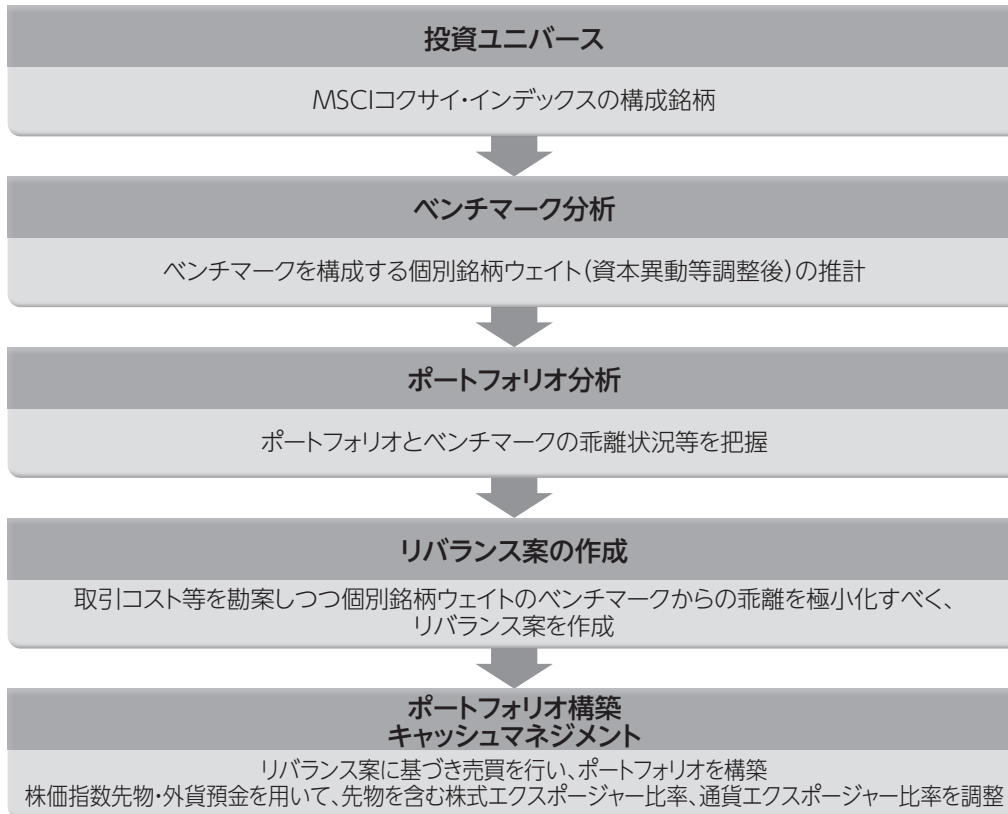 投資ユニバース
MSCIコクサイ・インデックスの構成銘柄
ベンチマーク分析
ベンチマークを構成する個別銘柄ウェイト(資本異動等調整後)の推計
ポートフォリオ分析
ポートフォリオとベンチマークの乖離状況等を把握
リバランス案の作成
取引コスト等を勘案しつつ個別銘柄ウェイトのベンチマークからの乖離を極小化すべく、
リバランス案を作成
ポートフォリオ構築
キャッシュマネジメント
リバランス案に基づき売買を行い、ポートフォリオを構築
株価指数先物・外貨預金を用いて、先物を含む株式エクスポージャー比率、通貨エクスポージャー比率を調整